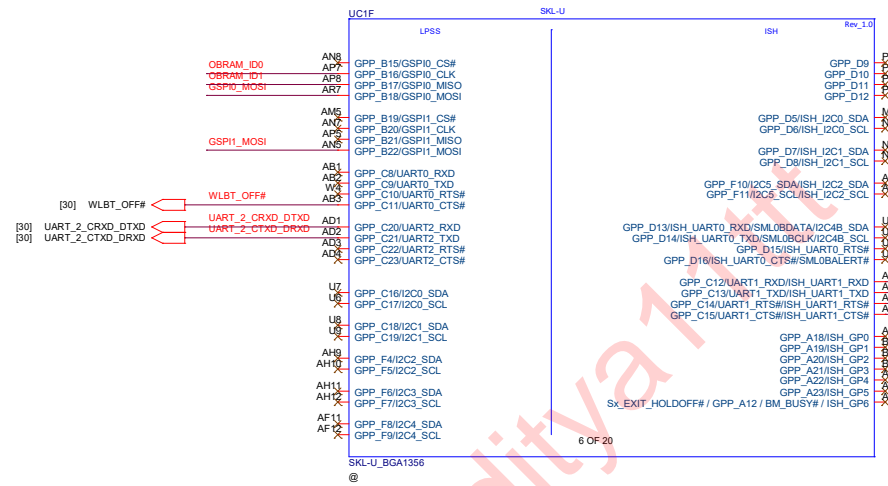 UC1F
SKL-U
Rev_1.0
LPSS
ISH
OBRAM_ID0
OBRAM_ID1
GSPI0_MOSI
AN8
AP7
AP8
AR7
GPP_B15/GSPI0_CS#
GPP_B16/GSPI0_CLK
GPP_B17/GSPI0_MISO
GPP_B18/GSPI0_MOSI
GSPI1_MOSI
AM5
AN7
AP5
AN5
GPP_B19/GSPI1_CS#
GPP_B20/GSPI1_CLK
GPP_B21/GSPI1_MISO
GPP_B22/GSPI1_MOSI
AB1
AB2
W4
AB3
GPP_C8/UART0_RXD
GPP_C9/UART0_TXD
GPP_C10/UART0_RTS#
GPP_C11/UART0_CTS#
[30] WLBT_OFF#
WLBT_OFF#
[30] UART_2_CRXD_DTXD
UART_2_CRXD_DTXD
[30] UART_2_CTXD_DRXD
UART_2_CTXD_DRXD
AD1
AD2
AD3
AD4
GPP_C20/UART2_RXD
GPP_C21/UART2_TXD
GPP_C22/UART2_RTS#
GPP_C23/UART2_CTS#
U7
U6
GPP_C16/I2C0_SDA
GPP_C17/I2C0_SCL
U8
U9
GPP_C18/I2C1_SDA
GPP_C19/I2C1_SCL
AH9
AH10
GPP_F4/I2C2_SDA
GPP_F5/I2C2_SCL
AH11
AH12
GPP_F6/I2C3_SDA
GPP_F7/I2C3_SCL
AF11
AF12
GPP_F8/I2C4_SDA
GPP_F9/I2C4_SCL
GPP_D9
GPP_D10
GPP_D11
GPP_D12
GPP_D5/ISH_I2C0_SDA
GPP_D6/ISH_I2C0_SCL
GPP_D7/ISH_I2C1_SDA
GPP_D8/ISH_I2C1_SCL
GPP_F10/I2C5_SDA/ISH_I2C2_SDA
GPP_F11/I2C5_SCL/ISH_I2C2_SCL
GPP_D13/ISH_UART0_RXD/SML0BDATA/I2C4B_SDA
GPP_D14/ISH_UART0_TXD/SML0BCLK/I2C4B_SCL
GPP_D15/ISH_UART0_RTS#
GPP_D16/ISH_UART0_CTS#/SML0BALERT#
GPP_C12/UART1_RXD/ISH_UART1_RXD
GPP_C13/UART1_TXD/ISH_UART1_TXD
GPP_C14/UART1_RTS#/ISH_UART1_RTS#
GPP_C15/UART1_CTS#/ISH_UART1_CTS#
GPP_A18/ISH_GP0
GPP_A19/ISH_GP1
GPP_A20/ISH_GP2
GPP_A21/ISH_GP3
GPP_A22/ISH_GP4
GPP_A23/ISH_GP5
Sx_EXIT_HOLDOFF# / GPP_A12 / BM_BUSY# / ISH_GP6
6 OF 20
SKL-U_BGA1356
@
ditya11tt